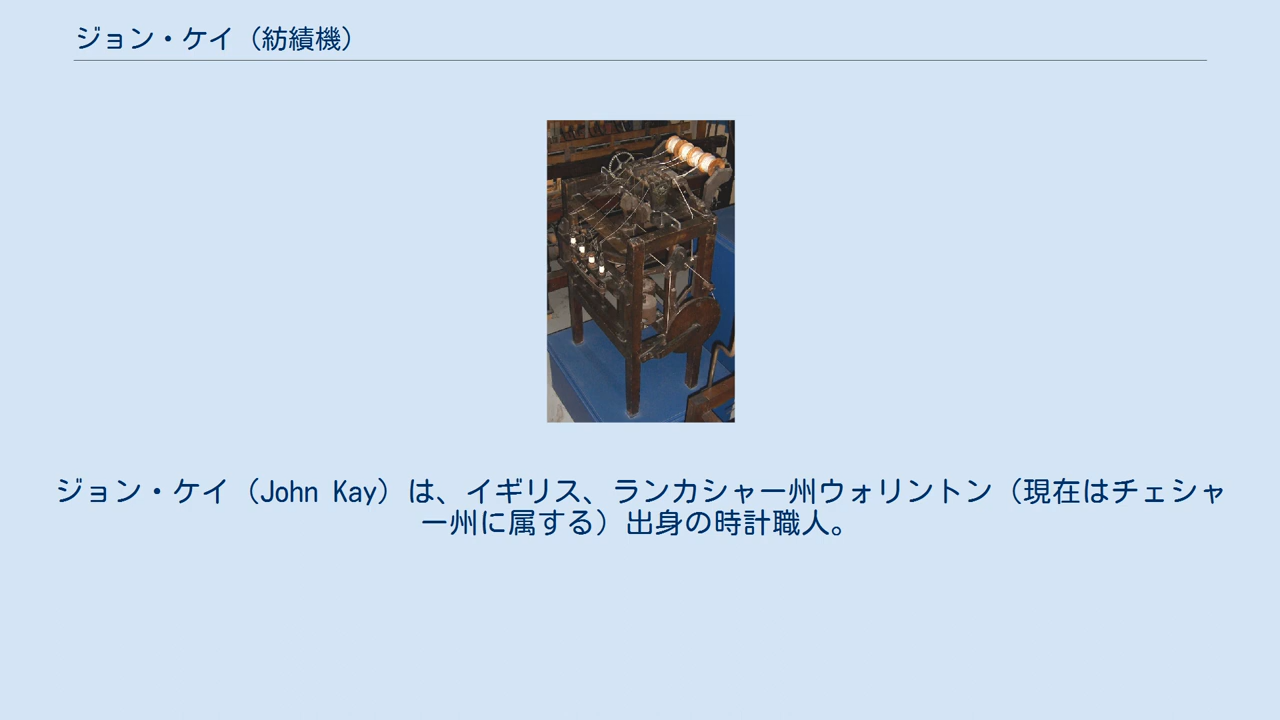 ジョン・ケイ（紡績機）
ジョン・ケイ（John Kay）は、イギリス、ランカシャー州ウォリントン（現在はチェシャ
ー州に属する）出身の時計職人。